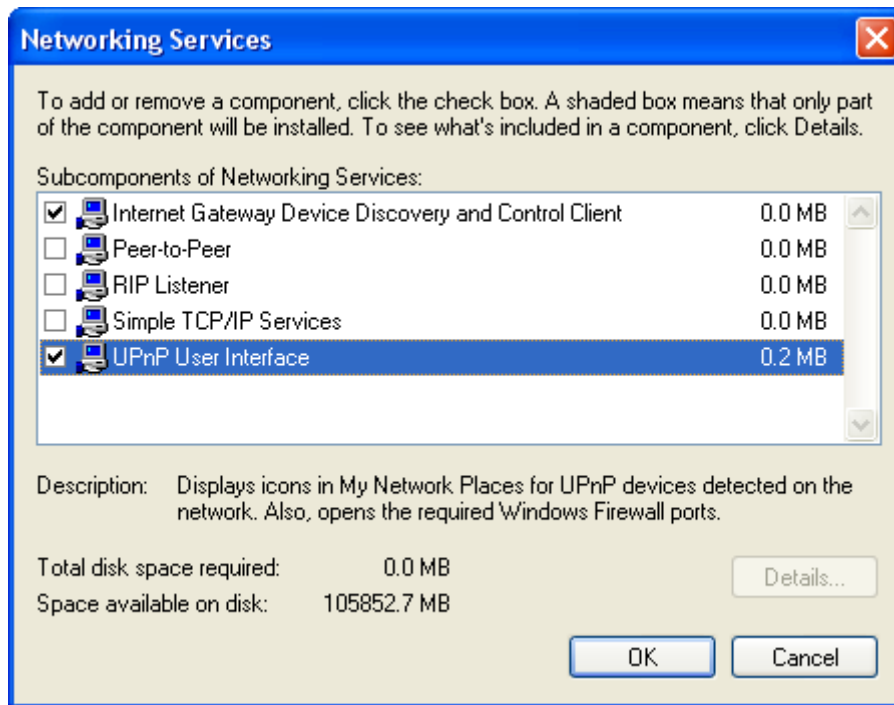 Networking Services
To add or remove a component, click the check box. A shaded box means that only part
of the component will be installed. To see what's included in a component, click Details.
Subcomponents of Networking Services:
Internet Gateway Device Discovery and Control Client 0.0 MB
Peer-to-Peer 0.0 MB
RIP Listener 0.0 MB
Simple TCP/IP Services 0.0 MB
UPnP User Interface 0.2 MB
Description: Displays icons in My Network Places for UPnP devices detected on the
network. Also, opens the required Windows Firewall ports.
Total disk space required: 0.0 MB
Space available on disk: 105852.7 MB
Details...
OK Cancel